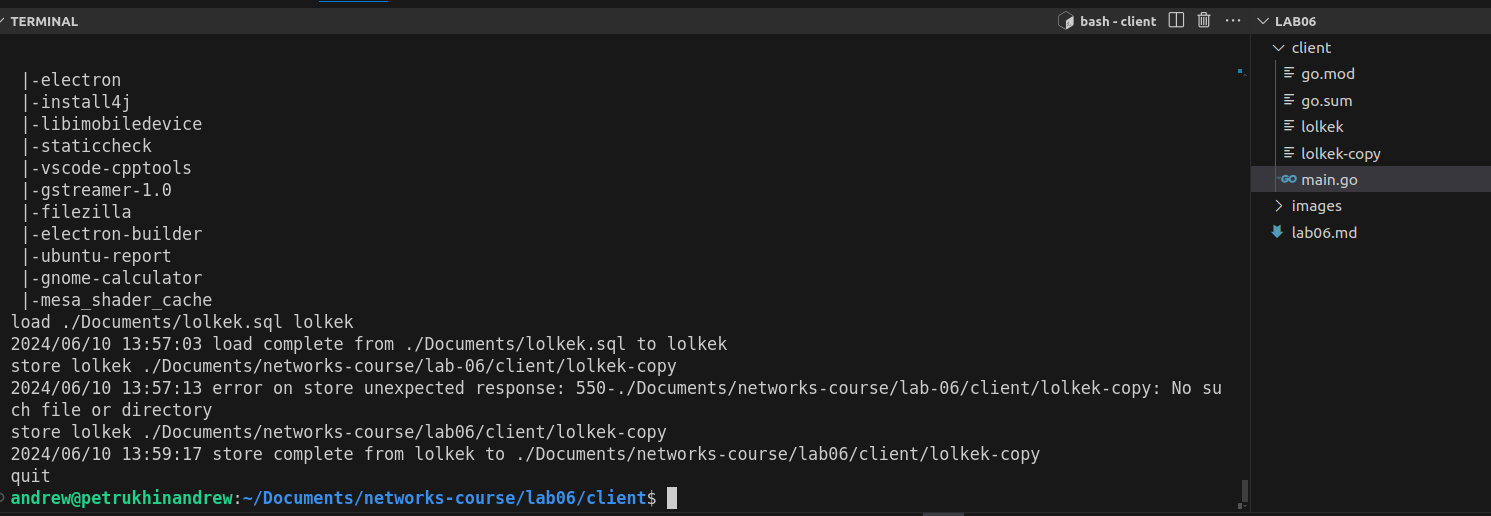 TERMINAL
bash - client
|-electron
|-install4j
|-libimobiledevice
|-staticcheck
|-vscode-cpptools
|-gstreamer-1.0
|-filezilla
|-electron-builder
|-ubuntu-report
|-gnome-calculator
|-mesa_shader_cache
load ./Documents/lolkek.sql lolkek
2024/06/10 13:57:03 load complete from ./Documents/lolkek.sql to lolkek
store lolkek ./Documents/networks-course/lab-06/client/lolkek-copy
2024/06/10 13:57:13 error on store unexpected response: 550-./Documents/networks-course/lab-06/client/lolkek-copy: No su
ch file or directory
store lolkek ./Documents/networks-course/lab06/client/lolkek-copy
2024/06/10 13:59:17 store complete from lolkek to ./Documents/networks-course/lab06/client/lolkek-copy
quit
andrew@petrukhinandrew:~/Documents/networks-course/lab06/client$
LAB06
client
go.mod
go.sum
lolkek
lolkek-copy
GO main.go
images
lab06.md